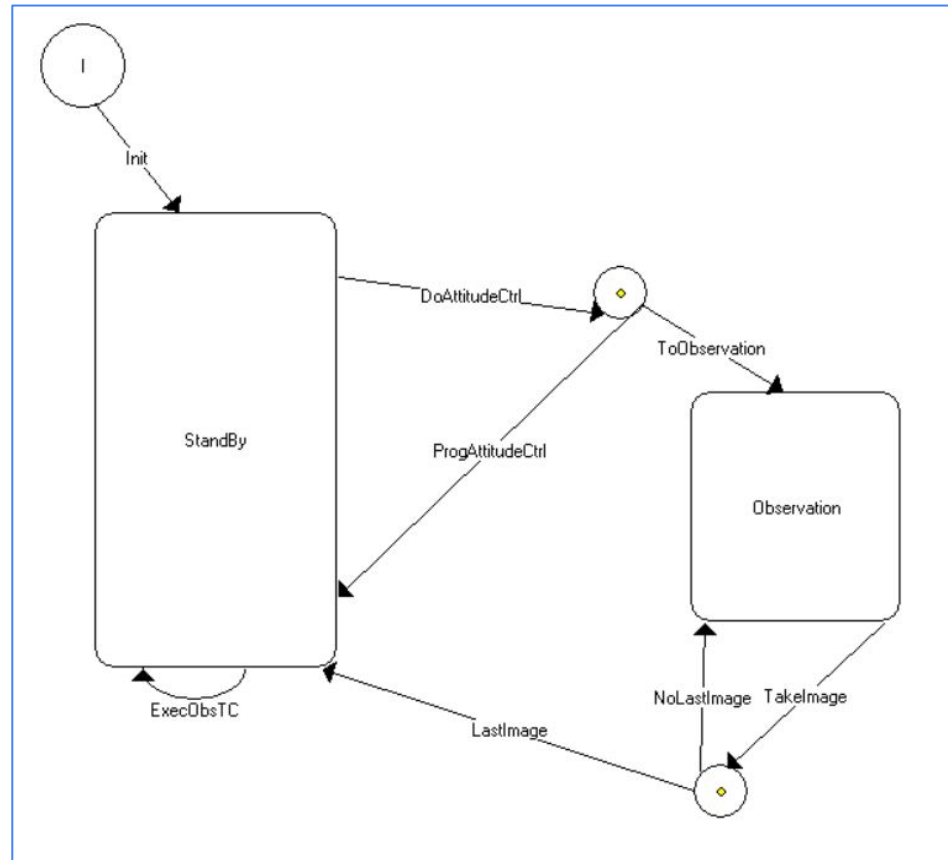 I
Init
DoAttitudeCtrl
ToObservation
StandBy
ProgAttitudeCtrl
Observation
ExecObsTC
LastImage
NoLastImage
TakeImage